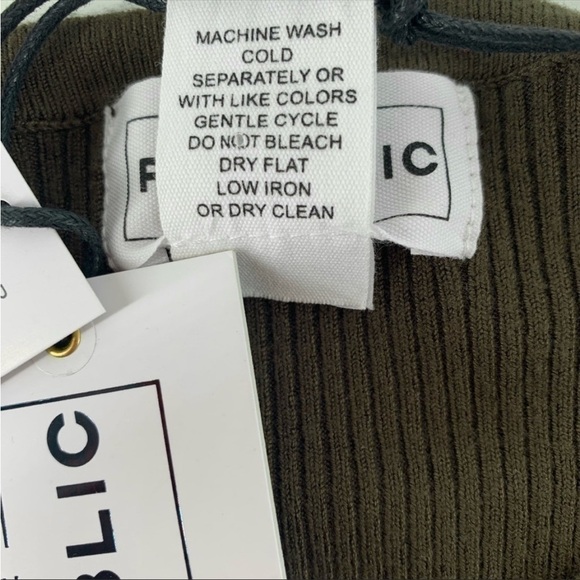 MACHINE WASH
COLD
SEPARATELY OR
WITH LIKE COLORS
GENTLE CYCLE
DO NOT BLEACH
DRY FLAT
LOW IRON
OR DRY CLEAN
P IC
BLIC